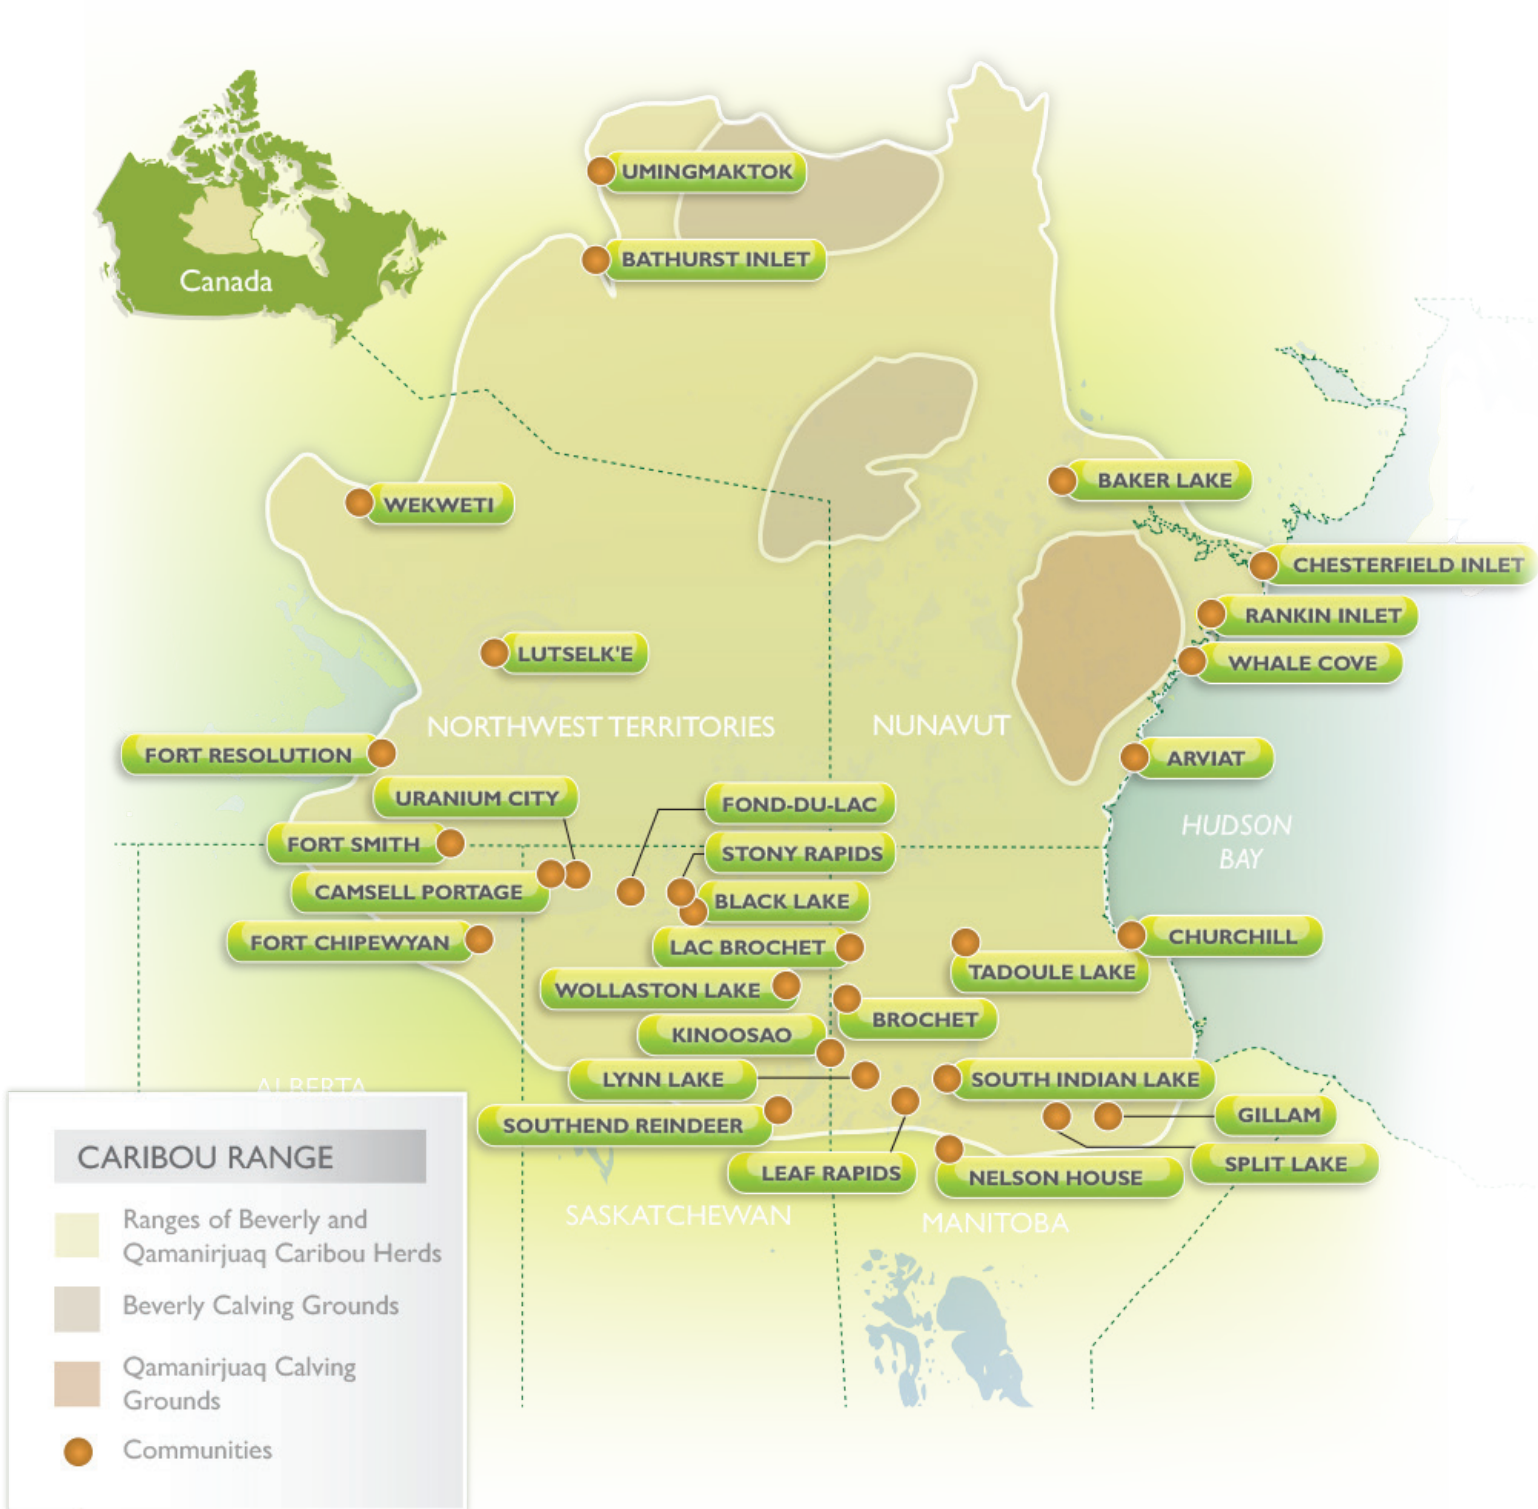 UMINGMAKTOK
BATHURST INLET
Canada
BAKER LAKE
WEKWETI
CHESTERFIELD INLET
RANKIN INLET
LUTSELK'E
WHALE COVE
NORTHWEST TERRITORIES
NUNAVUT
FORT RESOLUTION
ARVIAT
URANIUM CITY
FOND-DU-LAC
HUDSON
BAY
FORT SMITH
STONY RAPIDS
CAMSELL PORTAGE
BLACK LAKE
FORT CHIPEWYAN
LAC BROCHET
CHURCHILL
TADOULE LAKE
WOLLASTON LAKE
BROCHET
KINOOSAO
LYNN LAKE
SOUTH INDIAN LAKE
ALBERTA
GILLAM
SOUTHEND REINDEER
SPLIT LAKE
LEAF RAPIDS
NELSON HOUSE
SASKATCHEWAN
MANITOBA
CARIBOU RANGE
Ranges of Beverly and
Qamanirjuaq Caribou Herds
Beverly Calving Grounds
Qamanirjuaq Calving
Grounds
Communities